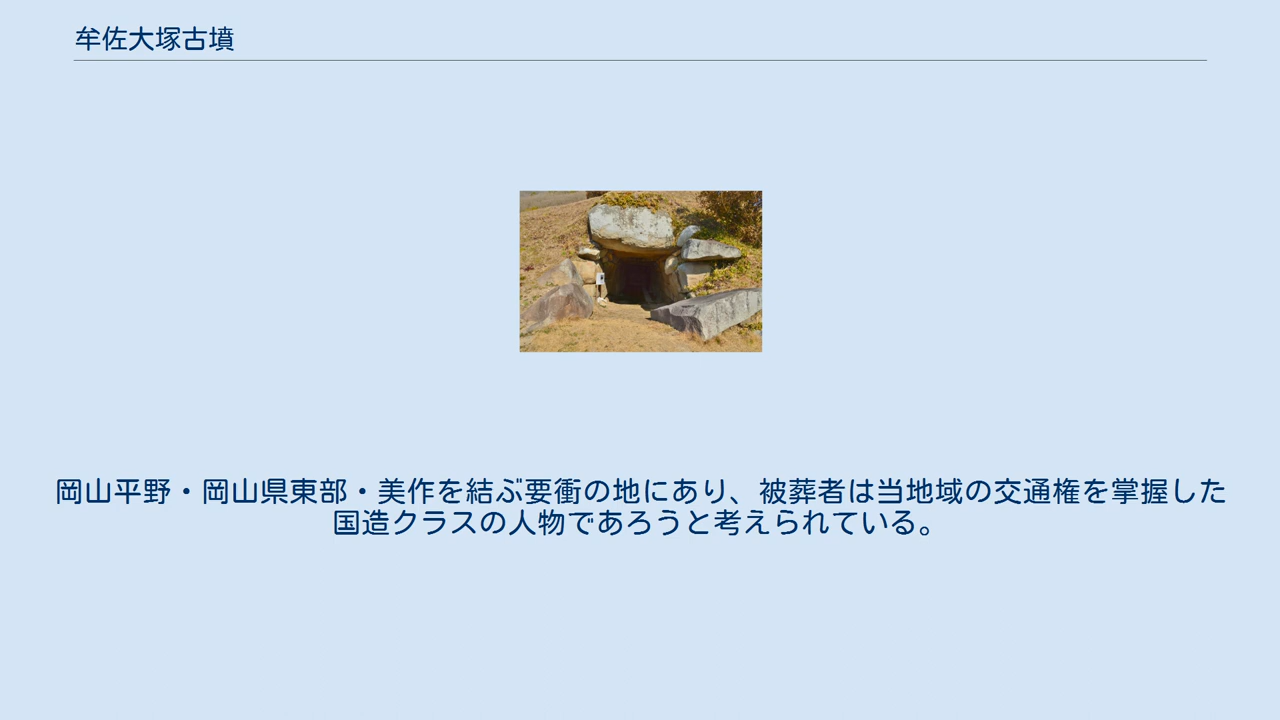 牟佐大塚古墳
岡山平野・岡山県東部・美作を結ぶ要衝の地にあり、被葬者は当地域の交通権を掌握した
国造クラスの人物であろうと考えられている。